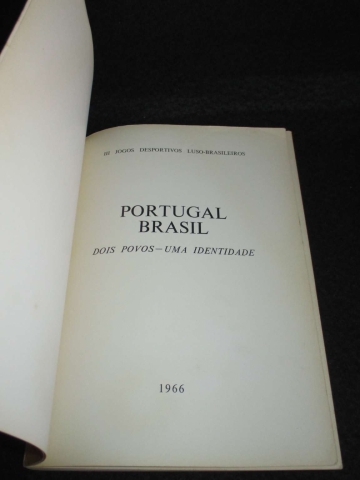 III JOGOS DESPORTIVOS LUSO-BRASILEIROS
PORTUGAL
BRASIL
DOIS POVOS—UMA IDENTIDADE
1966